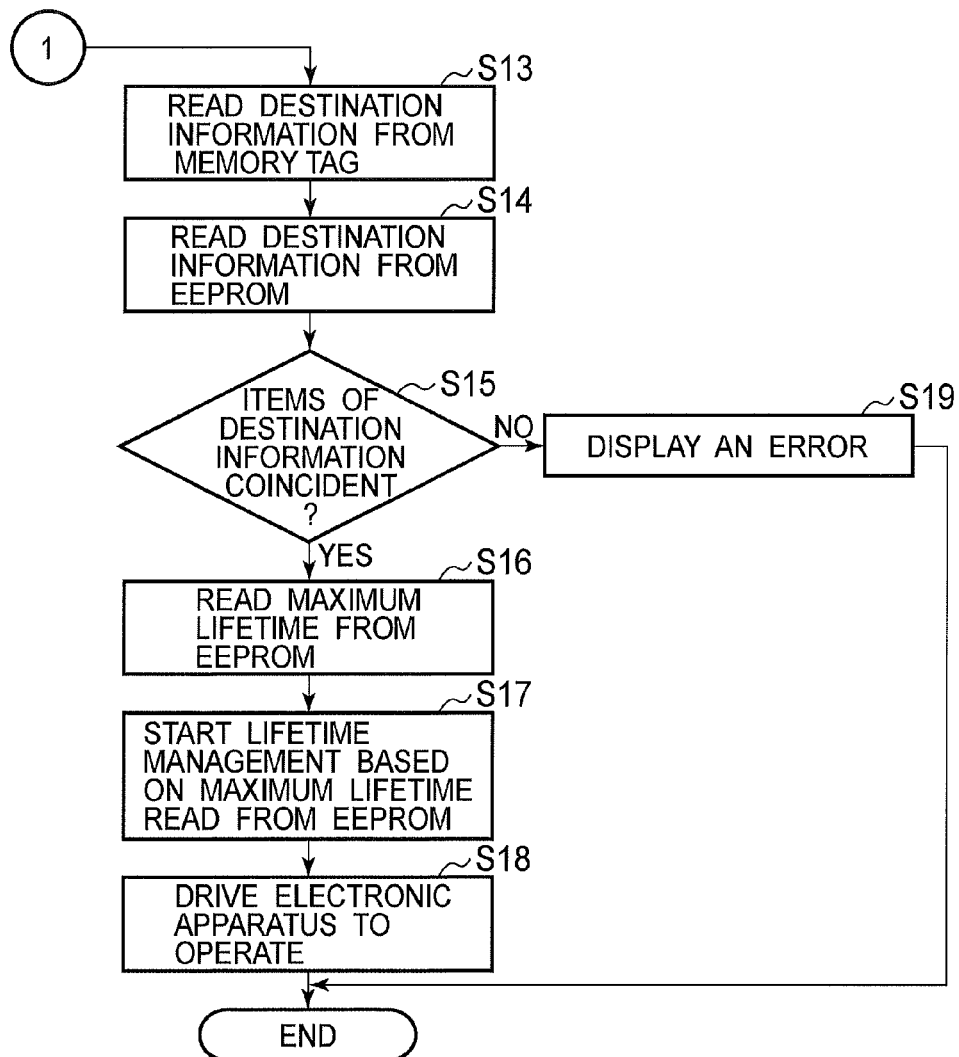 1
S13
READ DESTINATION
INFORMATION FROM
MEMORY TAG
S14
READ DESTINATION
INFORMATION FROM
EEPROM
S15
ITEMS OF
DESTINATION
INFORMATION
COINCIDENT
?
NO
S19
DISPLAY AN ERROR
YES
S16
READ MAXIMUM
LIFETIME FROM
EEPROM
S17
START LIFETIME
MANAGEMENT BASED
ON MAXIMUM LIFETIME
READ FROM EEPROM
S18
DRIVE ELECTRONIC
APPARATUS TO
OPERATE
END